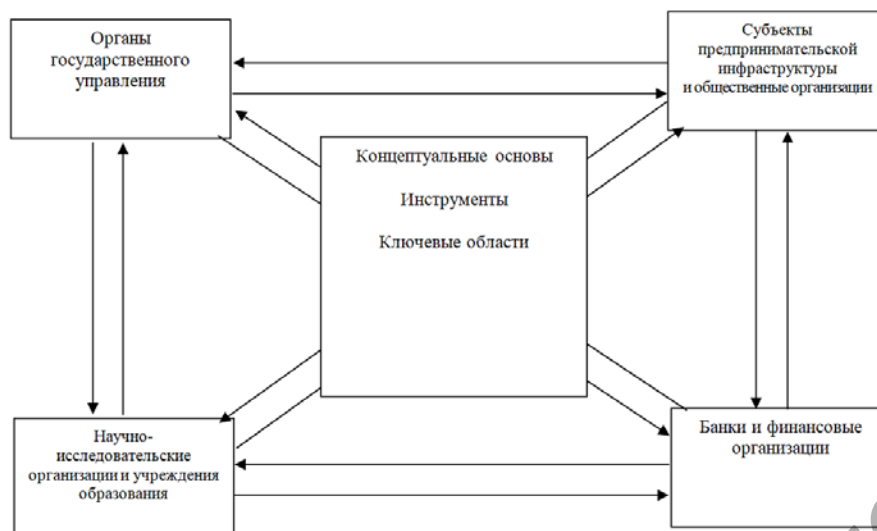 Органы
государственного
управления
Субъекты
предпринимательской
инфраструктуры
и общественные организации
Концептуальные основы
Инструменты
Ключевые области
Научно-
исследовательские
организации и учреждения
образования
Банки и финансовые
организации